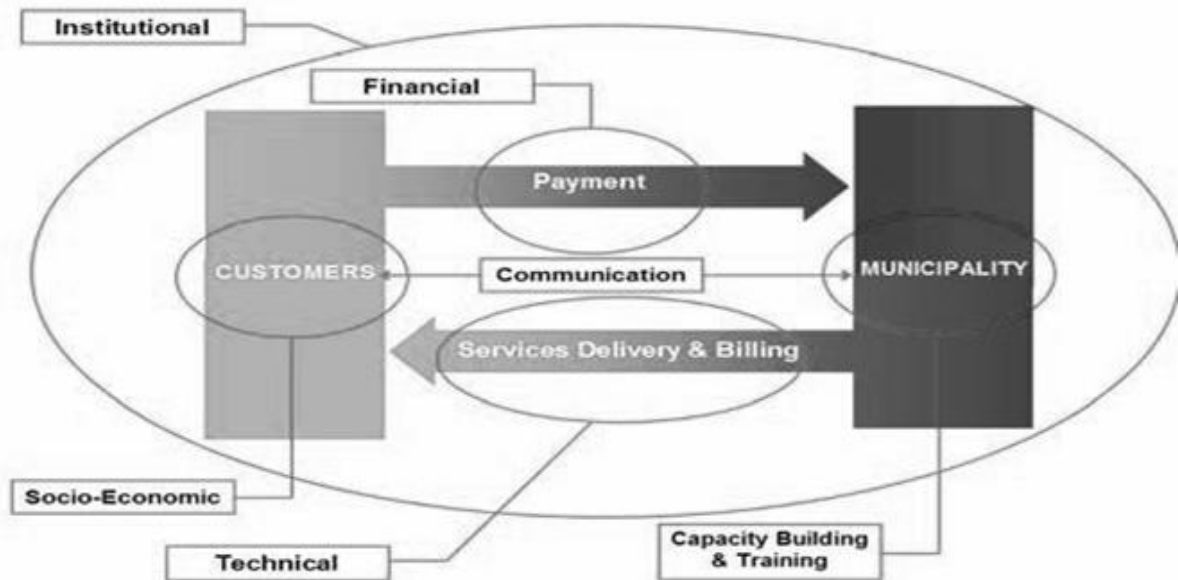 Institutional
Financial
Payment
CUSTOMERS
Communication
MUNICIPALITY
Services Delivery & Billing
Socio-Economic
Technical
Capacity Building
& Training